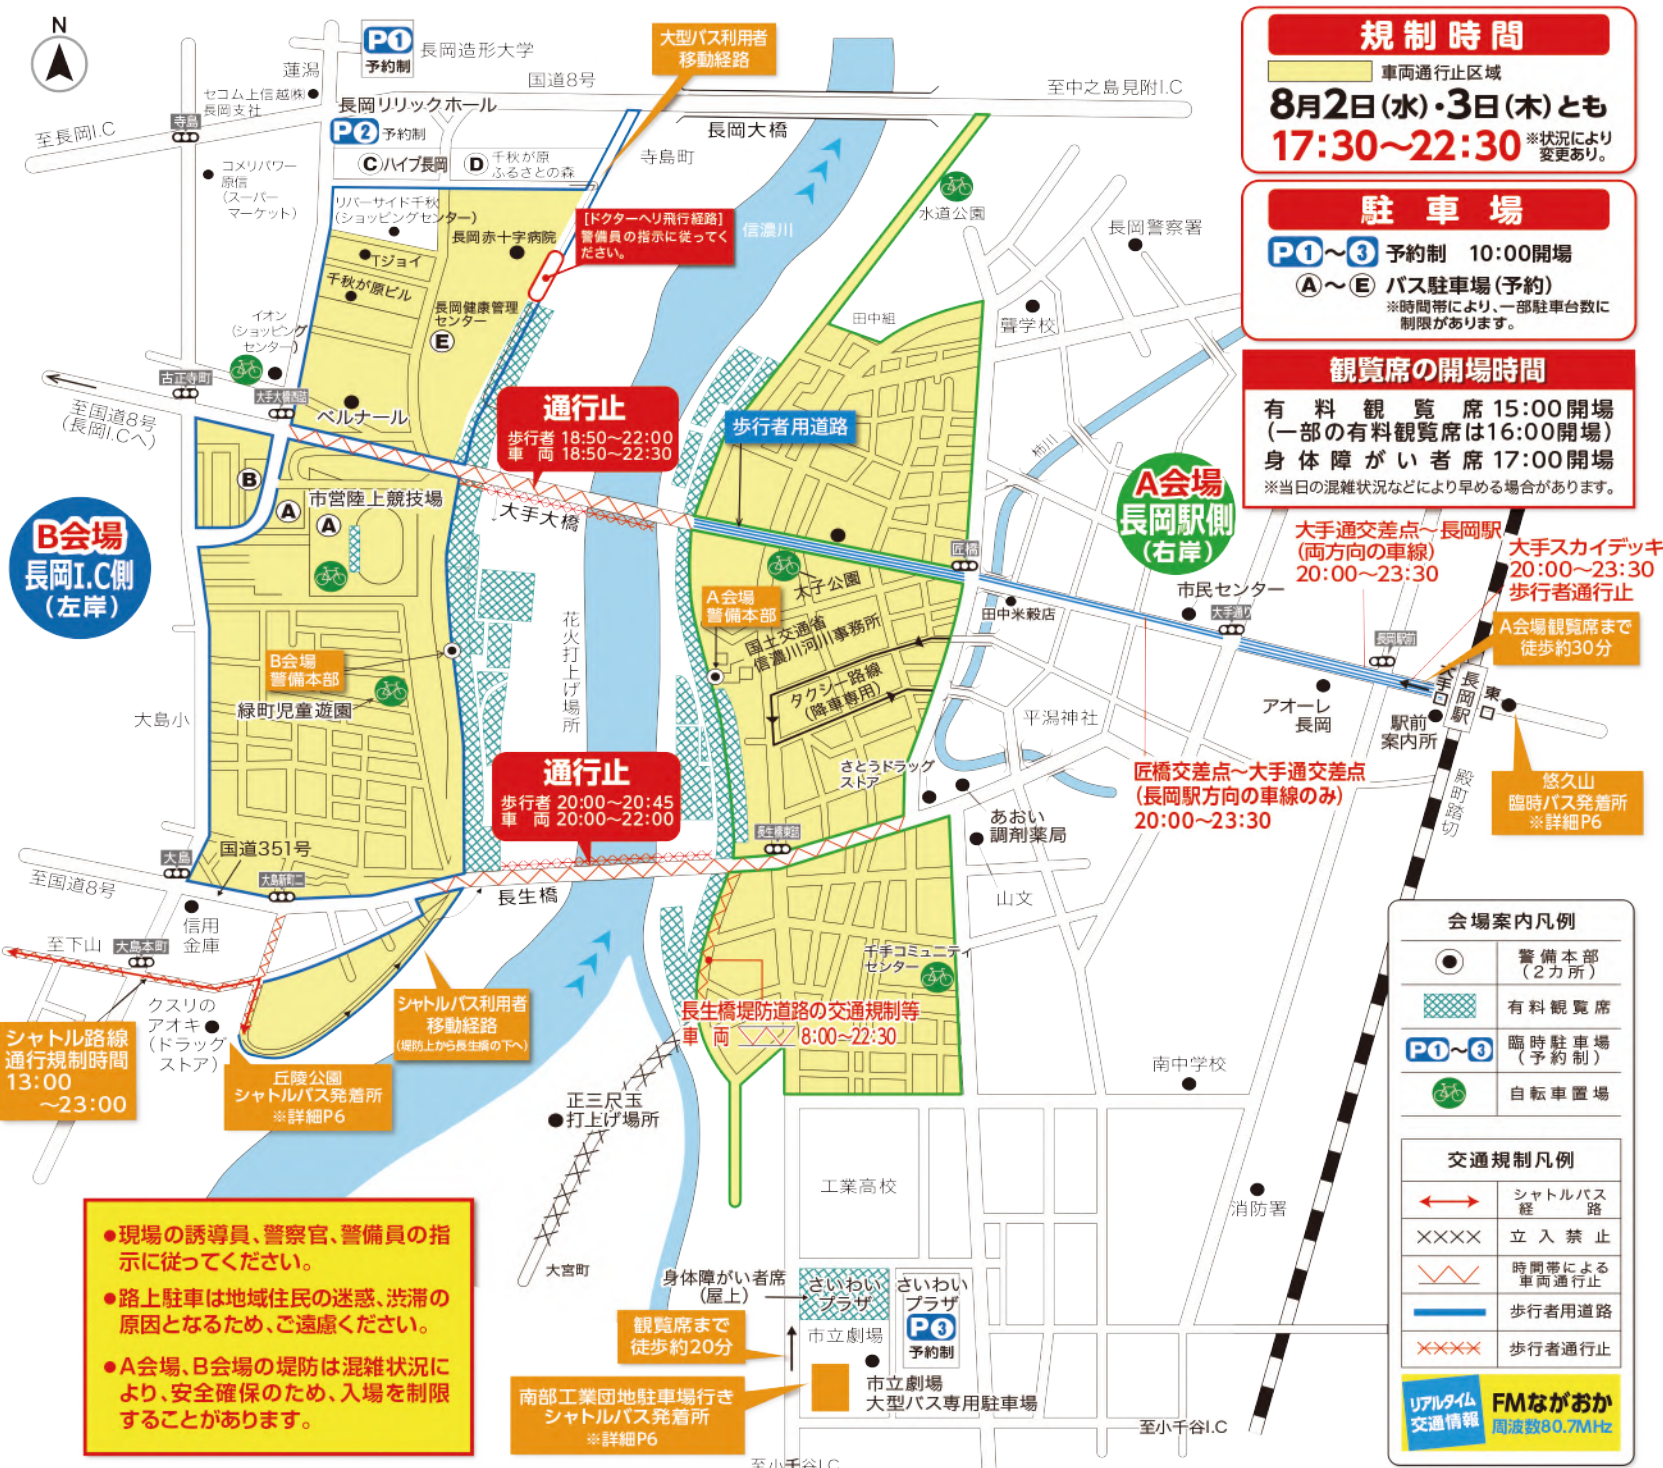 N
P1
予約制
長岡造形大学
大型バス利用者
移動経路
蓮潟
国道8号
至中之島見附I.C
セコム上信越㈱
長岡支社
長岡リリックホール
P2 予約制
至長岡I.C
寺島
長岡大橋
Cハイブ長岡
D 千秋が原
ふるさとの森
寺島町
コメリパワー
原信
(スーパー
マーケット)
リバーサイド千秋
(ショッピングセンター)
長岡赤十字病院
[ドクターヘリ飛行経路]
警備員の指示に従ってく
ださい。
信濃川
水道公園
長岡警察署
Tジョイ
千秋が原ビル
長岡健康管理
センター
E
イオン
(ショッピング
センター)
田中組
聾学校
古正寺町
大手大橋西詰
至国道8号
(長岡I.Cへ)
ベルナール
通行止
歩行者 18:50〜22:00
車 両 18:50〜22:30
歩行者用道路
柿川
B
A
A
市営陸上競技場
大手大橋
B会場
長岡I.C側
(左岸)
A会場
長岡駅側
(右岸)
匠橋
太子公園
A会場
警備本部
国土交通省
信濃川河川事務所
タクシー路線
(降車専用)
田中米穀店
市民センター
大手通り
大手通交差点〜長岡駅
(両方向の車線)
20:00〜23:30
大手スカイデッキ
20:00〜23:30
歩行者通行止
長岡駅前
A会場観覧席まで
徒歩約30分
大手口
長岡駅
東口
アオーレ
長岡
駅前
案内所
花火打上げ場所
B会場
警備本部
緑町児童遊園
大島小
平潟神社
さとうドラッグ
ストア
通行止
歩行者 20:00〜20:45
車 両 20:00〜22:00
匠橋交差点〜大手通交差点
(長岡駅方向の車線のみ)
20:00〜23:30
殿町踏切
悠久山
臨時バス発着所
※詳細P6
あおい
調剤薬局
長生橋東詰
国道351号
大島
大島新町二
至国道8号
長生橋
山文
信用
金庫
至下山
大島本町
千手コミュニティ
センター
クスリの
アオキ
(ドラッグ
ストア)
シャトルバス利用者
移動経路
(堤防上から長生橋の下へ)
長生橋堤防道路の交通規制等
車 両 8:00〜22:30
シャトル路線
通行規制時間
13:00
〜23:00
丘陵公園
シャトルバス発着所
※詳細P6
正三尺玉
打上げ場所
南中学校
工業高校
消防署
大宮町
身体障がい者席
(屋上)
さいわい
プラザ
さいわい
プラザ
P3
予約制
観覧席まで
徒歩約20分
市立劇場
市立劇場
大型バス専用駐車場
南部工業団地駐車場行き
シャトルバス発着所
※詳細P6
至小千谷I.C
至小千谷I.C
●現場の誘導員、警察官、警備員の指
示に従ってください。
●路上駐車は地域住民の迷惑、渋滞の
原因となるため、ご遠慮ください。
●A会場、B会場の堤防は混雑状況に
より、安全確保のため、入場を制限
することがあります。
規制時間
車両通行止区域
8月2日(水)・3日(木)とも
17:30〜22:30 ※状況により
変更あり。
駐車場
P1〜3 予約制 10:00開場
A〜E バス駐車場(予約)
※時間帯により、一部駐車台数に
制限があります。
観覧席の開場時間
有料観覧席 15:00開場
(一部の有料観覧席は16:00開場)
身体障がい者席 17:00開場
※当日の混雑状況などにより早める場合があります。
会場案内凡例
警備本部
(2カ所)
有料観覧席
P1〜3 臨時駐車場
(予約制)
自転車置場
交通規制凡例
シャトルバス
経路
立入禁止
時間帯による
車両通行止
歩行者用道路
歩行者通行止
リアルタイム
交通情報
FMながおか
周波数80.7MHz